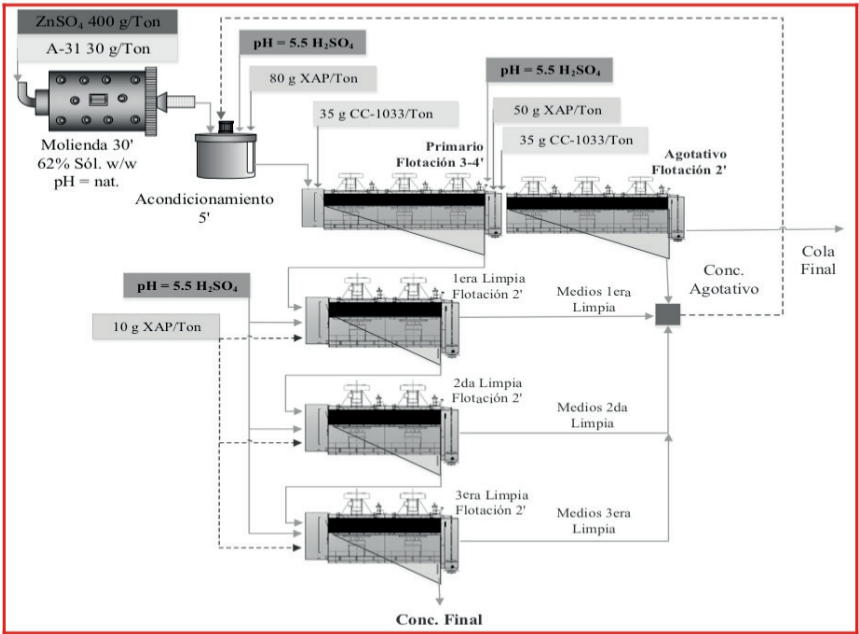 ZnSO₄ 400 g/Ton
A-31 30 g/Ton
Molienda 30'
62% Sól. w/w
pH = nat.
pH = 5.5 H₂SO₄
80 g XAP/Ton
Acondicionamiento
5'
35 g CC-1033/Ton
Primario
Flotación 3-4'
pH = 5.5 H₂SO₄
50 g XAP/Ton
35 g CC-1033/Ton
Agotativo
Flotación 2'
Cola
Final
Conc.
Agotativo
pH = 5.5 H₂SO₄
10 g XAP/Ton
1era Limpia
Flotación 2'
Medios 1era
Limpia
2da Limpia
Flotación 2'
Medios 2da
Limpia
3era Limpia
Flotación 2'
Medios 3era
Limpia
Conc. Final